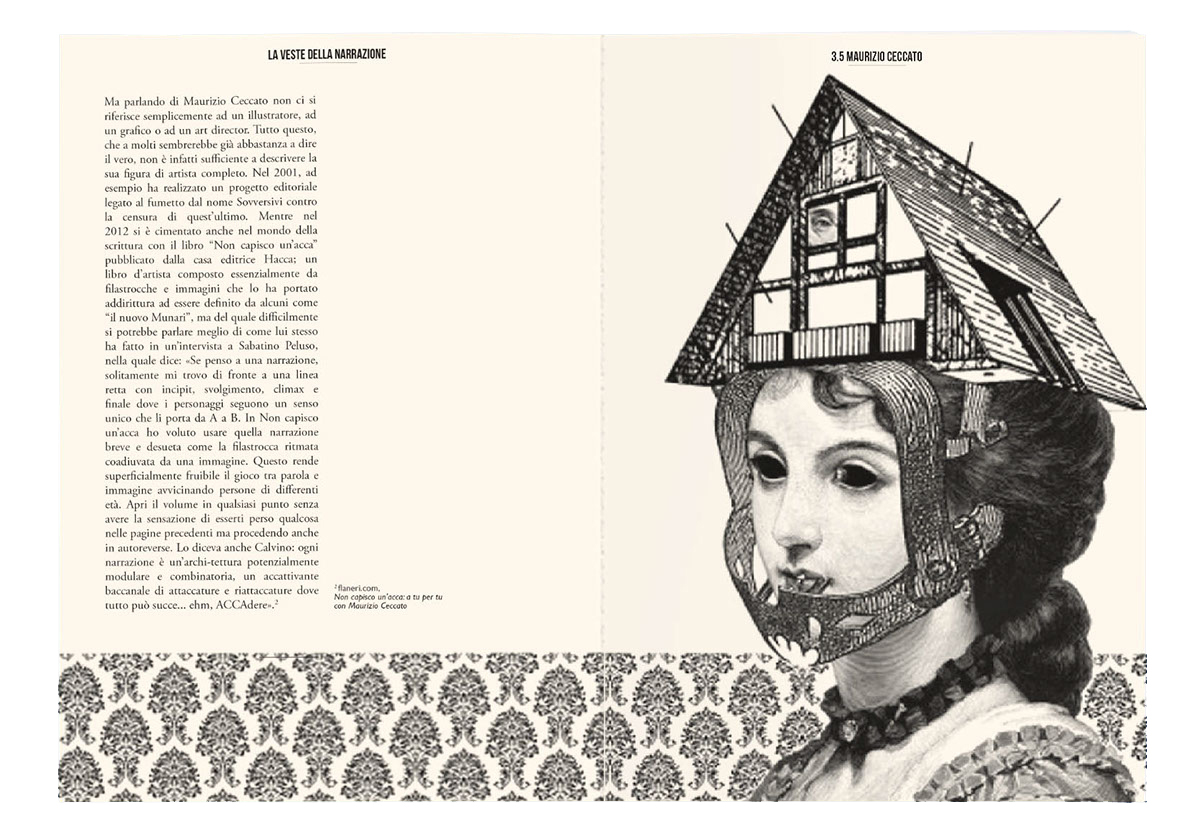 LA VESTE DELLA NARRAZIONE
Ma parlando di Maurizio Ceccato non ci si
riferisce semplicemente ad un illustratore, ad
un grafico o ad un art director. Tutto questo,
che a molti sembrerebbe già abbastanza a dire
il vero, non è infatti sufficiente a descrivere la
sua figura di artista completo. Nel 2001, ad
esempio ha realizzato un progetto editoriale
legato al fumetto dal nome Sovversivi contro
la censura di quest’ultimo. Mentre nel
2012 si è cimentato anche nel mondo della
scrittura con il libro “Non capisco un’acca”
pubblicato dalla casa editrice Hacca; un
libro d’artista composto essenzialmente da
filastrocche e immagini che lo ha portato
addirittura ad essere definito da alcuni come
“il nuovo Munari”, ma del quale difficilmente
si potrebbe parlare meglio di come lui stesso
ha fatto in un’intervista a Sabatino Peluso,
nella quale dice: «Se penso a una narrazione,
solitamente mi trovo di fronte a una linea
retta con incipit, svolgimento, climax e
finale dove i personaggi seguono un senso
unico che li porta da A a B. In Non capisco
un’acca ho voluto usare quella narrazione
breve e desueta come la filastrocca ritmata
coadiuvata da una immagine. Questo rende
superficialmente fruibile il gioco tra parola e
immagine avvicinando persone di differenti
età. Apri il volume in qualsiasi punto senza
avere la sensazione di esserti perso qualcosa
nelle pagine precedenti ma procedendo anche
in autoreverse. Lo diceva anche Calvino: ogni
narrazione è un’archi-tettura potenzialmente
modulare e combinatoria, un accattivante
baccanale di attaccature e riattaccature dove
tutto può succe... ehm, ACCAdere».²
²flaneri.com,
Non capisco un’acca: a tu per tu
con Maurizio Ceccato
3.5 MAURIZIO CECCATO